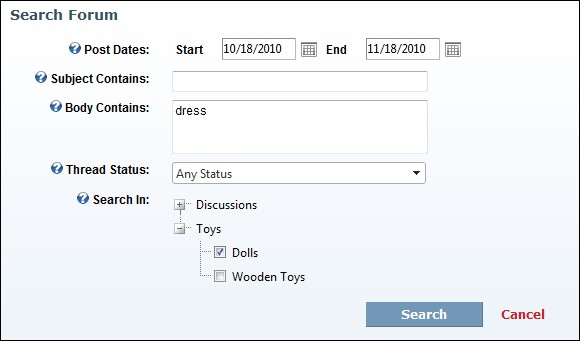 Search Forum
Post Dates: Start 10/18/2010 End 11/18/2010
Subject Contains:
Body Contains: dress
Thread Status: Any Status
Search In: Discussions
Toys
Dolls
Wooden Toys
Search Cancel